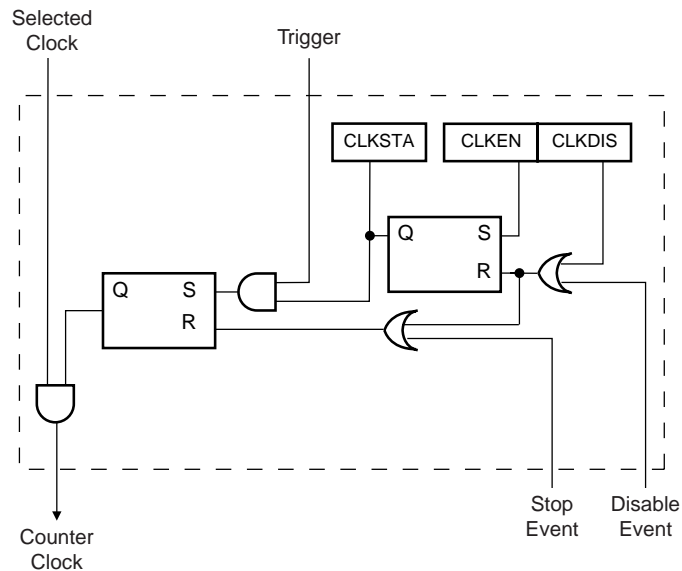 Selected
Clock
Trigger
CLKSTA
CLKEN
CLKDIS
Q
S
R
Q
S
R
Stop
Event
Disable
Event
Counter
Clock